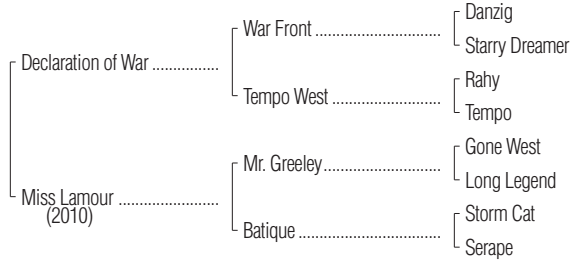 Danzig
War Front ........................................
Starry Dreamer
Declaration of War ................
Rahy
Tempo West ..................................
Tempo
Gone West
Mr. Greeley ....................................
Long Legend
Miss Lamour ........................
(2010)
Storm Cat
Batique ...........................................
Serape